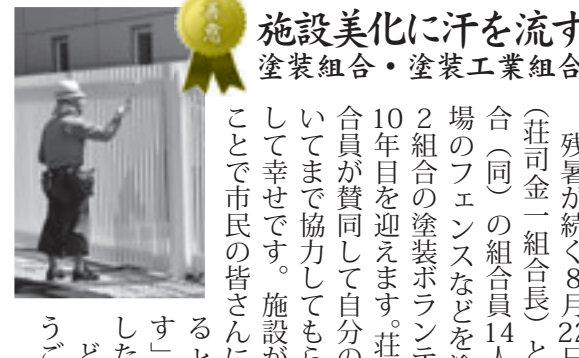 施設美化に汗を流す
塗装組合・塗装工業組合
残暑が続く8月22日
(荘司金一組合長)と
合(同)の組合員14人
場のフェンスなどを塗
2組合の塗装ボランテ
10年目を迎えます。荘
合員が賛同して自分の
いてまで協力してもら
して幸せです。施設が
ことで市民の皆さんに
ると
す」
した
ど
うご